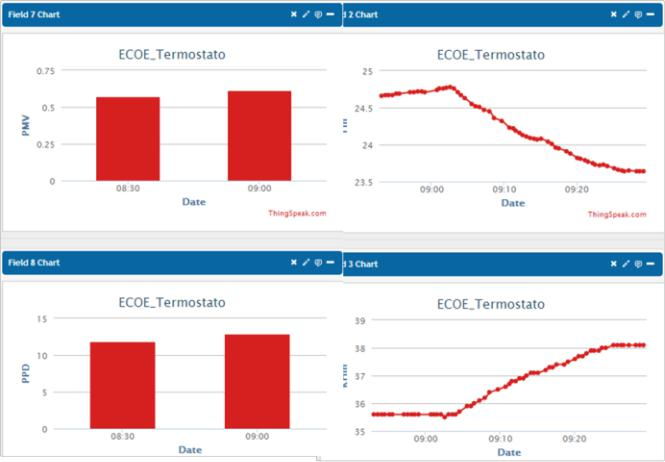 Field 7 Chart
ECOE_Termostato
0.75
0.5
0.25
0
PMV
08:30
09:00
Date
ThingSpeak.com
2 Chart
ECOE_Termostato
25
24.5
24
23.5
09:00
09:10
09:20
Date
ThingSpeak.com
Field 8 Chart
ECOE_Termostato
15
10
5
0
PPD
08:30
09:00
Date
3 Chart
ECOE_Termostato
39
38
37
36
35
09:00
09:10
09:20
Date